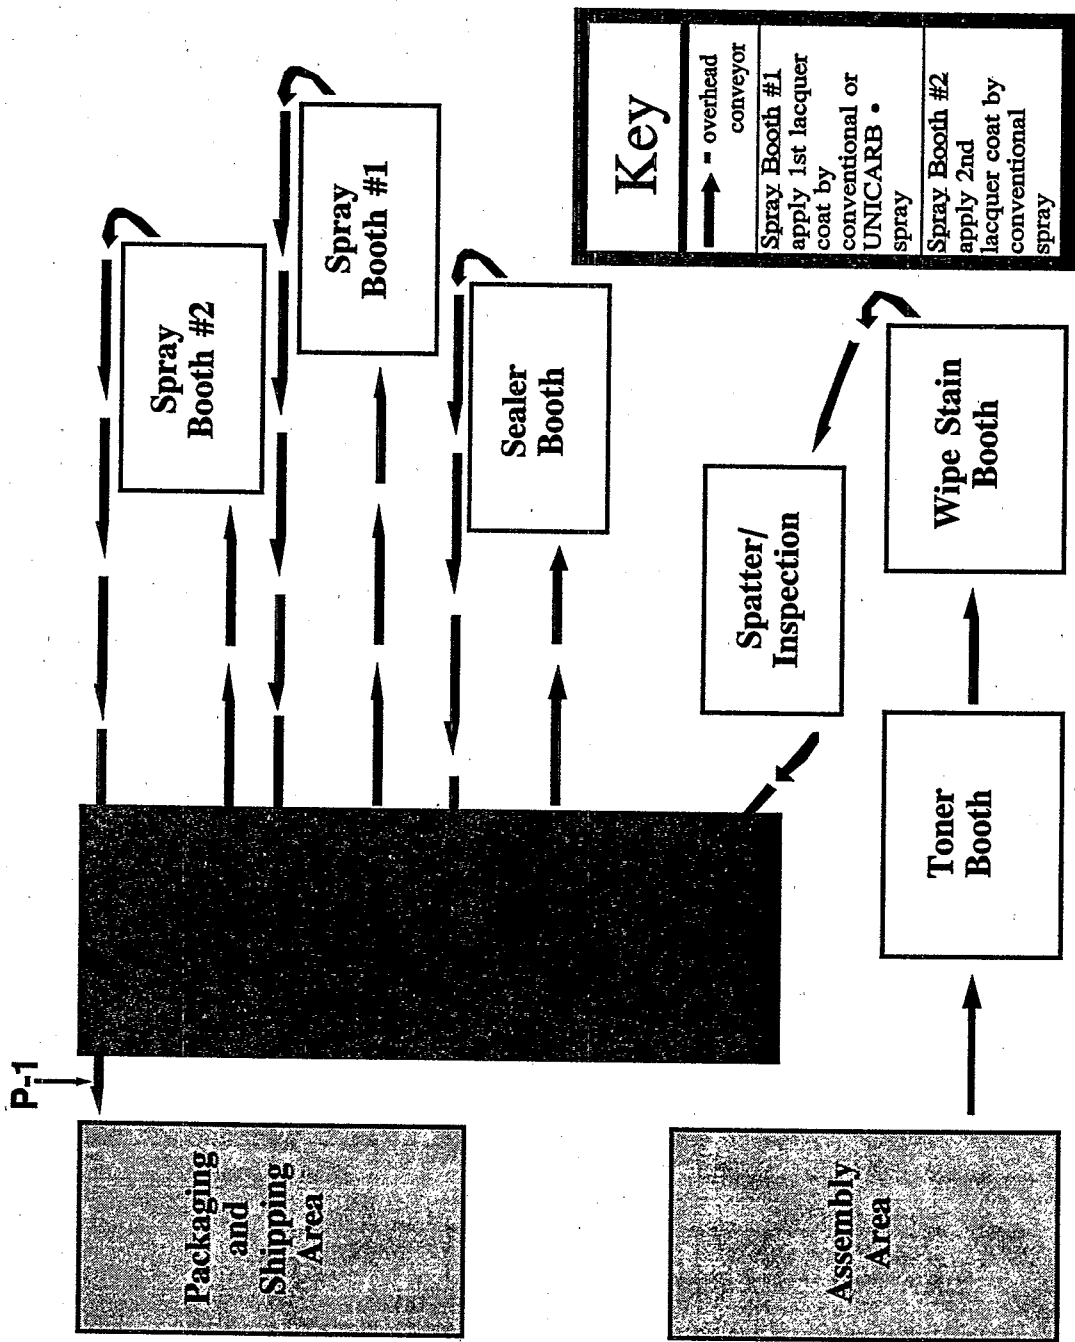 P-1
Packaging
and
Shipping
Area
Spray
Booth #2
Spray
Booth #1
Sealer
Booth
Spatter/
Inspection
Assembly
Area
Toner
Booth
Wipe Stain
Booth
Key
= overhead
conveyor
Spray Booth #1
apply 1st lacquer
coat by
conventional or
UNICARB •
spray
Spray Booth #2
apply 2nd
lacquer coat by
conventional
spray